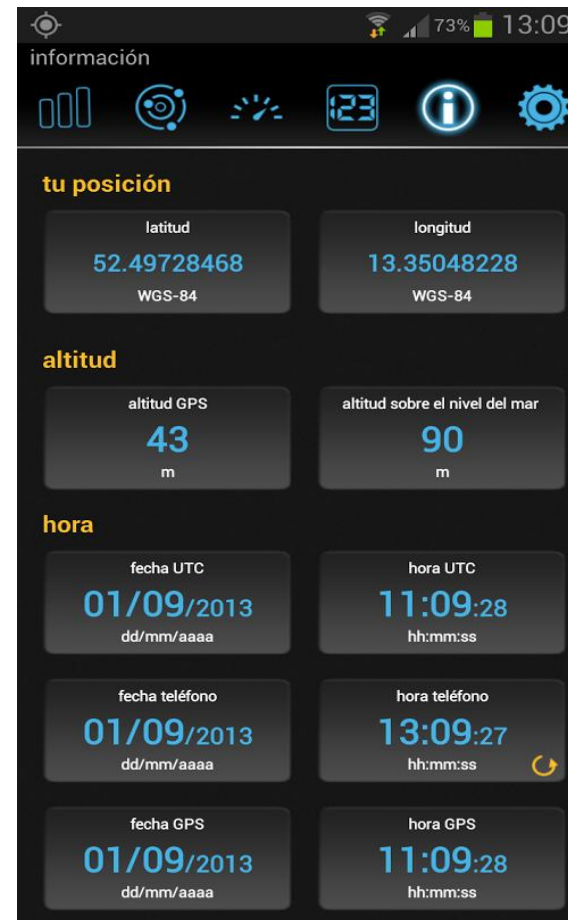 73% 13:09
información
123
tu posición
latitud longitud
52.49728468 13.35048228
WGS-84 WGS-84
altitud
altitud GPS altitud sobre el nivel del mar
43 90
m m
hora
fecha UTC hora UTC
01/09/2013 11:09:28
dd/mm/aaaa hh:mm:ss
fecha teléfono hora teléfono
01/09/2013 13:09:27
dd/mm/aaaa hh:mm:ss
fecha GPS hora GPS
01/09/2013 11:09:28
dd/mm/aaaa hh:mm:ss